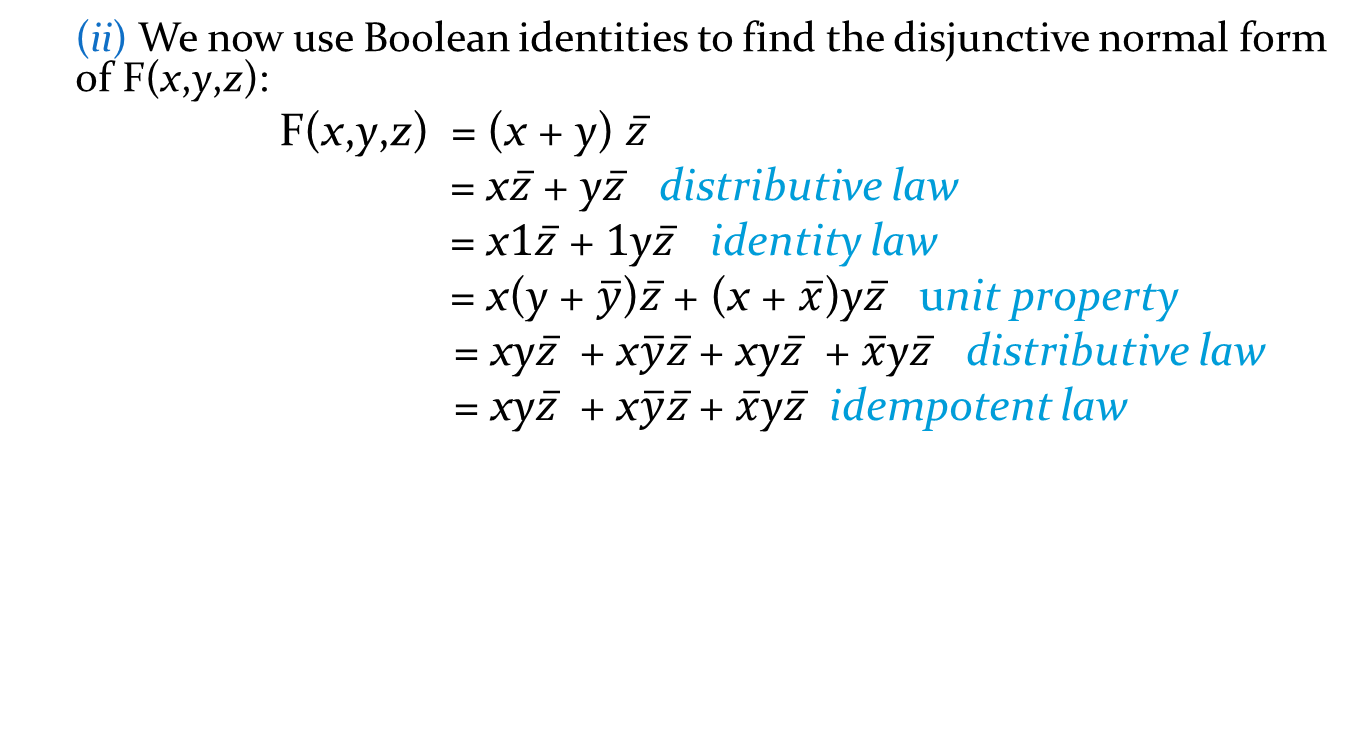 (ii) We now use Boolean identities to find the disjunctive normal form
of F(x,y,z):
F(x,y,z) = (x + y) z̄
= xz̄ + yz̄ distributive law
= x1z̄ + 1yz̄ identity law
= x(y + ȳ)z̄ + (x + x̄)yz̄ unit property
= xyz̄ + xȳz̄ + xyz̄ + x̄yz̄ distributive law
= xyz̄ + xȳz̄ + x̄yz̄ idempotent law